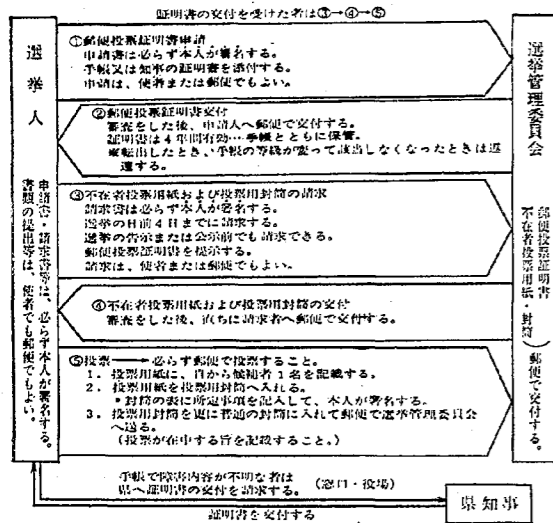 証明書の交付を受けた者は③→④→⑤
選挙人
申請書・請求書等は、必らず本人が署名する。
書類の提出等は、使者でも郵便でもよい。
①郵便投票証明書申請
申請書は必らず本人が署名する。
手帳又は知事の証明書を添付する。
申請は、使者または郵便でもよい。
②郵便投票証明書交付
審査をした後、申請人へ郵便で交付する。
証明書は4年間有効…手帳とともに保管。
※転出したとき、手帳の等級が変って該当しなくなったときは返還する。
③不在者投票用紙および投票用封筒の請求
請求書は必らず本人が署名する。
選挙の日前4日までに請求する。
選挙の告示または公示前でも請求できる。
郵便投票証明書を提示する。
請求は、使者または郵便でもよい。
④不在者投票用紙および投票用封筒の交付
審査をした後、直ちに請求者へ郵便で交付する。
⑤投票――→必らず郵便で投票すること。
1. 投票用紙に、自から候補者1名を記載する。
2. 投票用紙を投票用封筒へ入れる。
*封筒の表に所定事項を記入して、本人が署名する。
3. 投票用封筒を更に普通の封筒に入れて郵便で選挙管理委員会
へ送る。
(投票が在中する旨を記載すること。)
選挙管理委員会
郵便投票証明書
不在者投票用紙・封筒)郵便で交付する。
手帳で障害内容が不明な者は
県へ証明書の交付を請求する。
(窓口・役場)
証明書を交付する
県知事